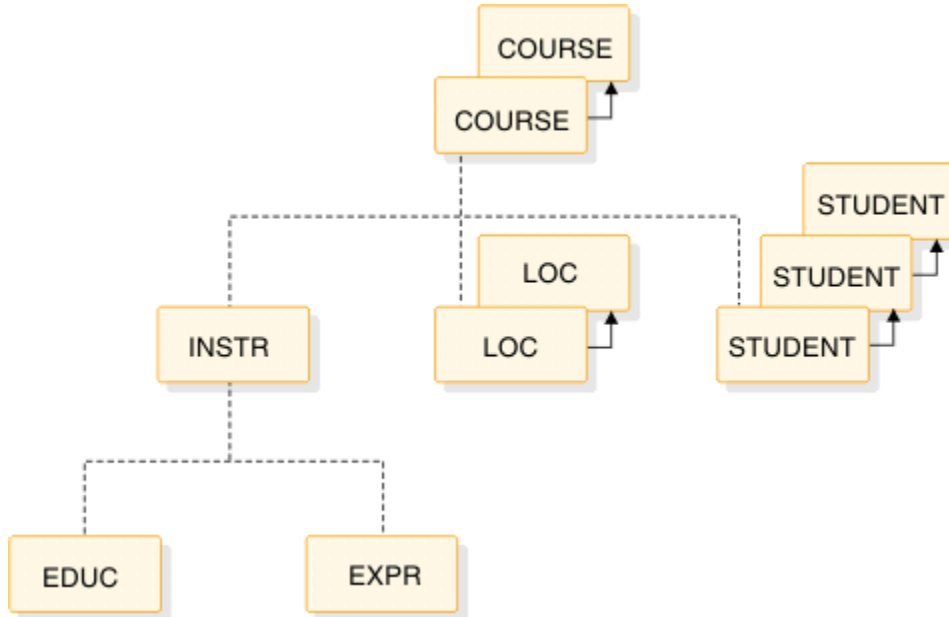 COURSE
COURSE
STUDENT
STUDENT
LOC
INSTR
LOC
STUDENT
EDUC
EXPR